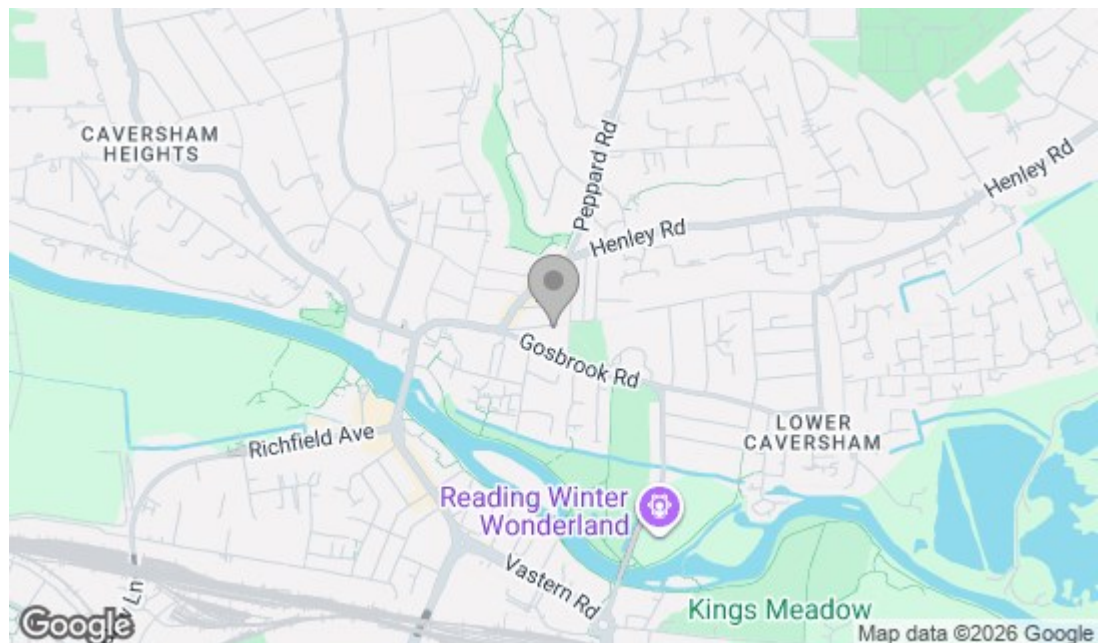 CAVERSHAM
HEIGHTS
Peppard Rd
Henley Rd
Henley Rd
Gosbrook Rd
LOWER
CAVERSHAM
Richfield Ave
Reading Winter
Wonderland
Vastern Rd
Ln
Kings Meadow
Google
Map data ©2026 Google